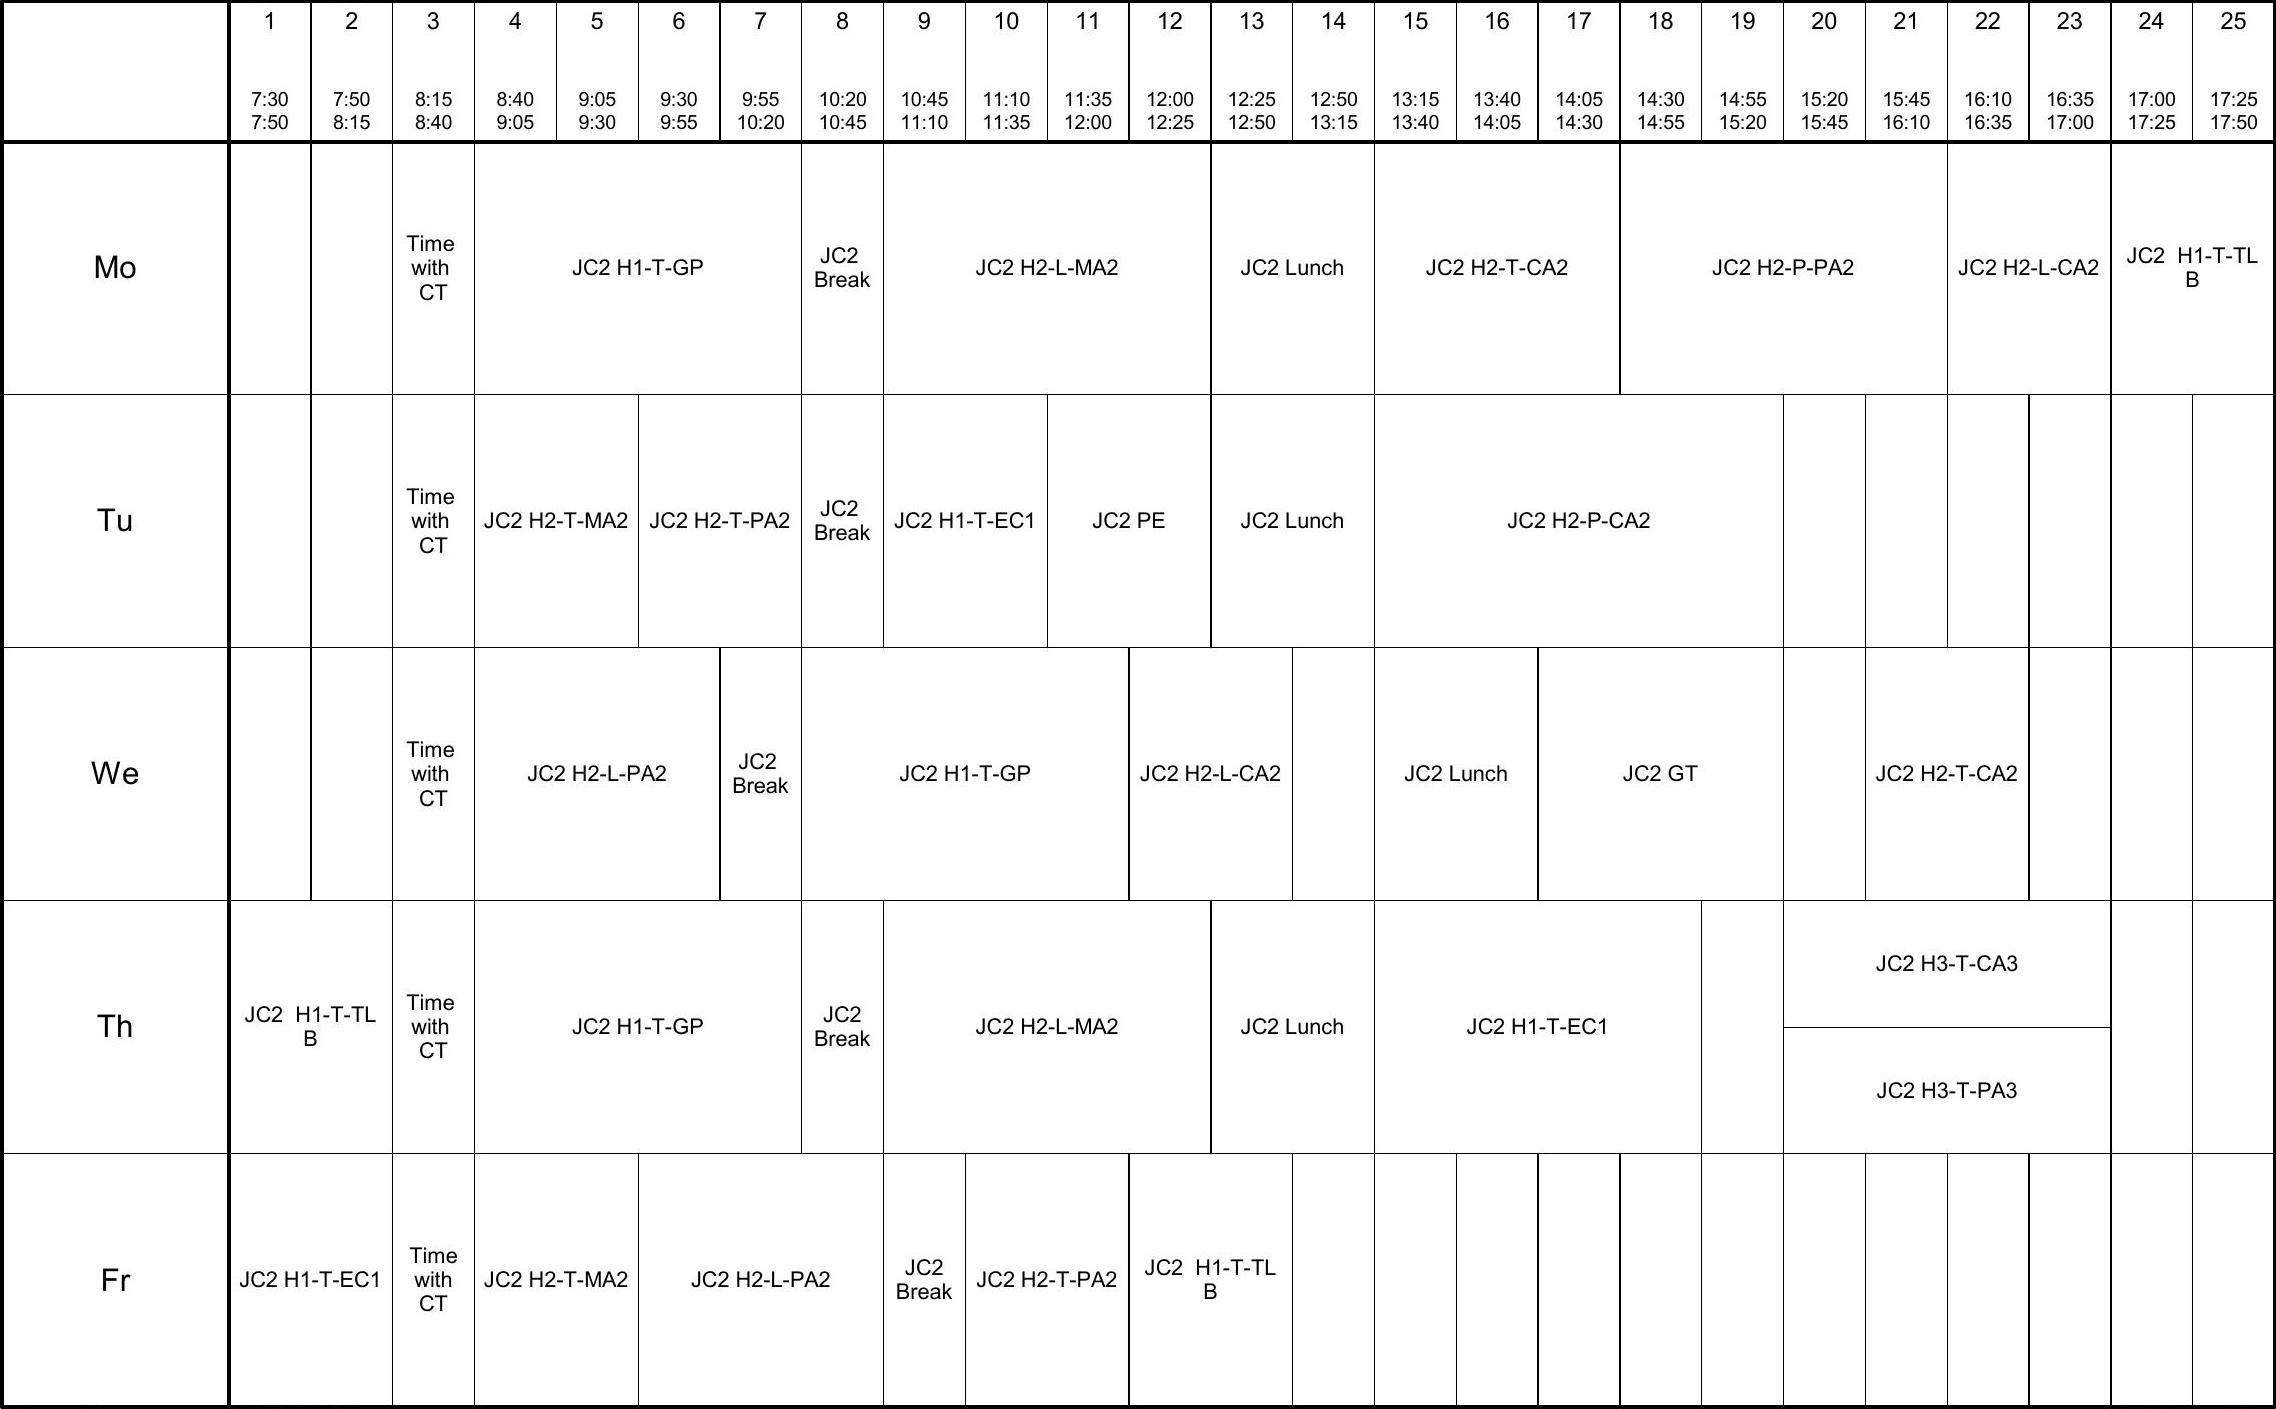 1 2 3 4 5 6 7 8 9 10 11 12 13 14 15 16 17 18 19 20 21 22 23 24 25
7:30 7:50 8:15 8:40 9:05 9:30 9:55 10:20 10:45 11:10 11:35 12:00 12:25 12:50 13:15 13:40 14:05 14:30 14:55 15:20 15:45 16:10 16:35 17:00 17:25
7:50 8:15 8:40 9:05 9:30 9:55 10:20 10:45 11:10 11:35 12:00 12:25 12:50 13:15 13:40 14:05 14:30 14:55 15:20 15:45 16:10 16:35 17:00 17:25 17:50
Mo
Time
with
CT
JC2 H1-T-GP
JC2
Break
JC2 H2-L-MA2
JC2 Lunch
JC2 H2-T-CA2
JC2 H2-P-PA2
JC2 H2-L-CA2
JC2 H1-T-TL
B
Tu
Time
with
CT
JC2 H2-T-MA2
JC2 H2-T-PA2
JC2
Break
JC2 H1-T-EC1
JC2 PE
JC2 Lunch
JC2 H2-P-CA2
We
Time
with
CT
JC2 H2-L-PA2
JC2
Break
JC2 H1-T-GP
JC2 H2-L-CA2
JC2 Lunch
JC2 GT
JC2 H2-T-CA2
Th
JC2 H1-T-TL
B
Time
with
CT
JC2 H1-T-GP
JC2
Break
JC2 H2-L-MA2
JC2 Lunch
JC2 H1-T-EC1
JC2 H3-T-CA3
JC2 H3-T-PA3
Fr
JC2 H1-T-EC1
Time
with
CT
JC2 H2-T-MA2
JC2 H2-L-PA2
JC2
Break
JC2 H2-T-PA2
JC2 H1-T-TL
B